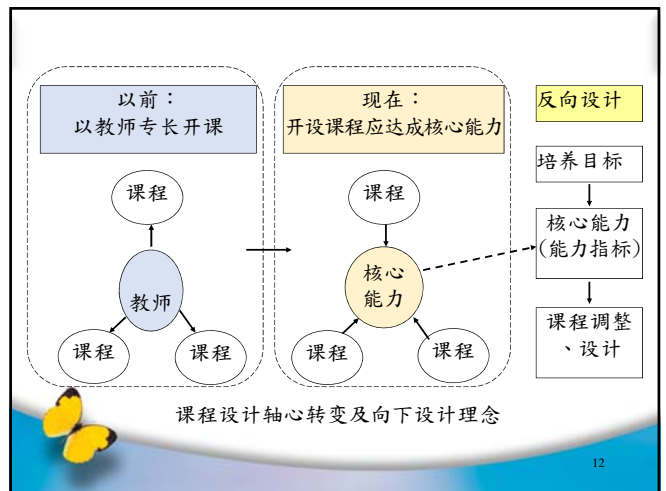 以前：
以教师专长开课
课程
教师
课程
课程
现在：
开设课程应达成核心能力
课程
核心
能力
课程
课程
反向设计
培养目标
核心能力
(能力指标)
课程调整
、设计
课程设计轴心转变及向下设计理念
12